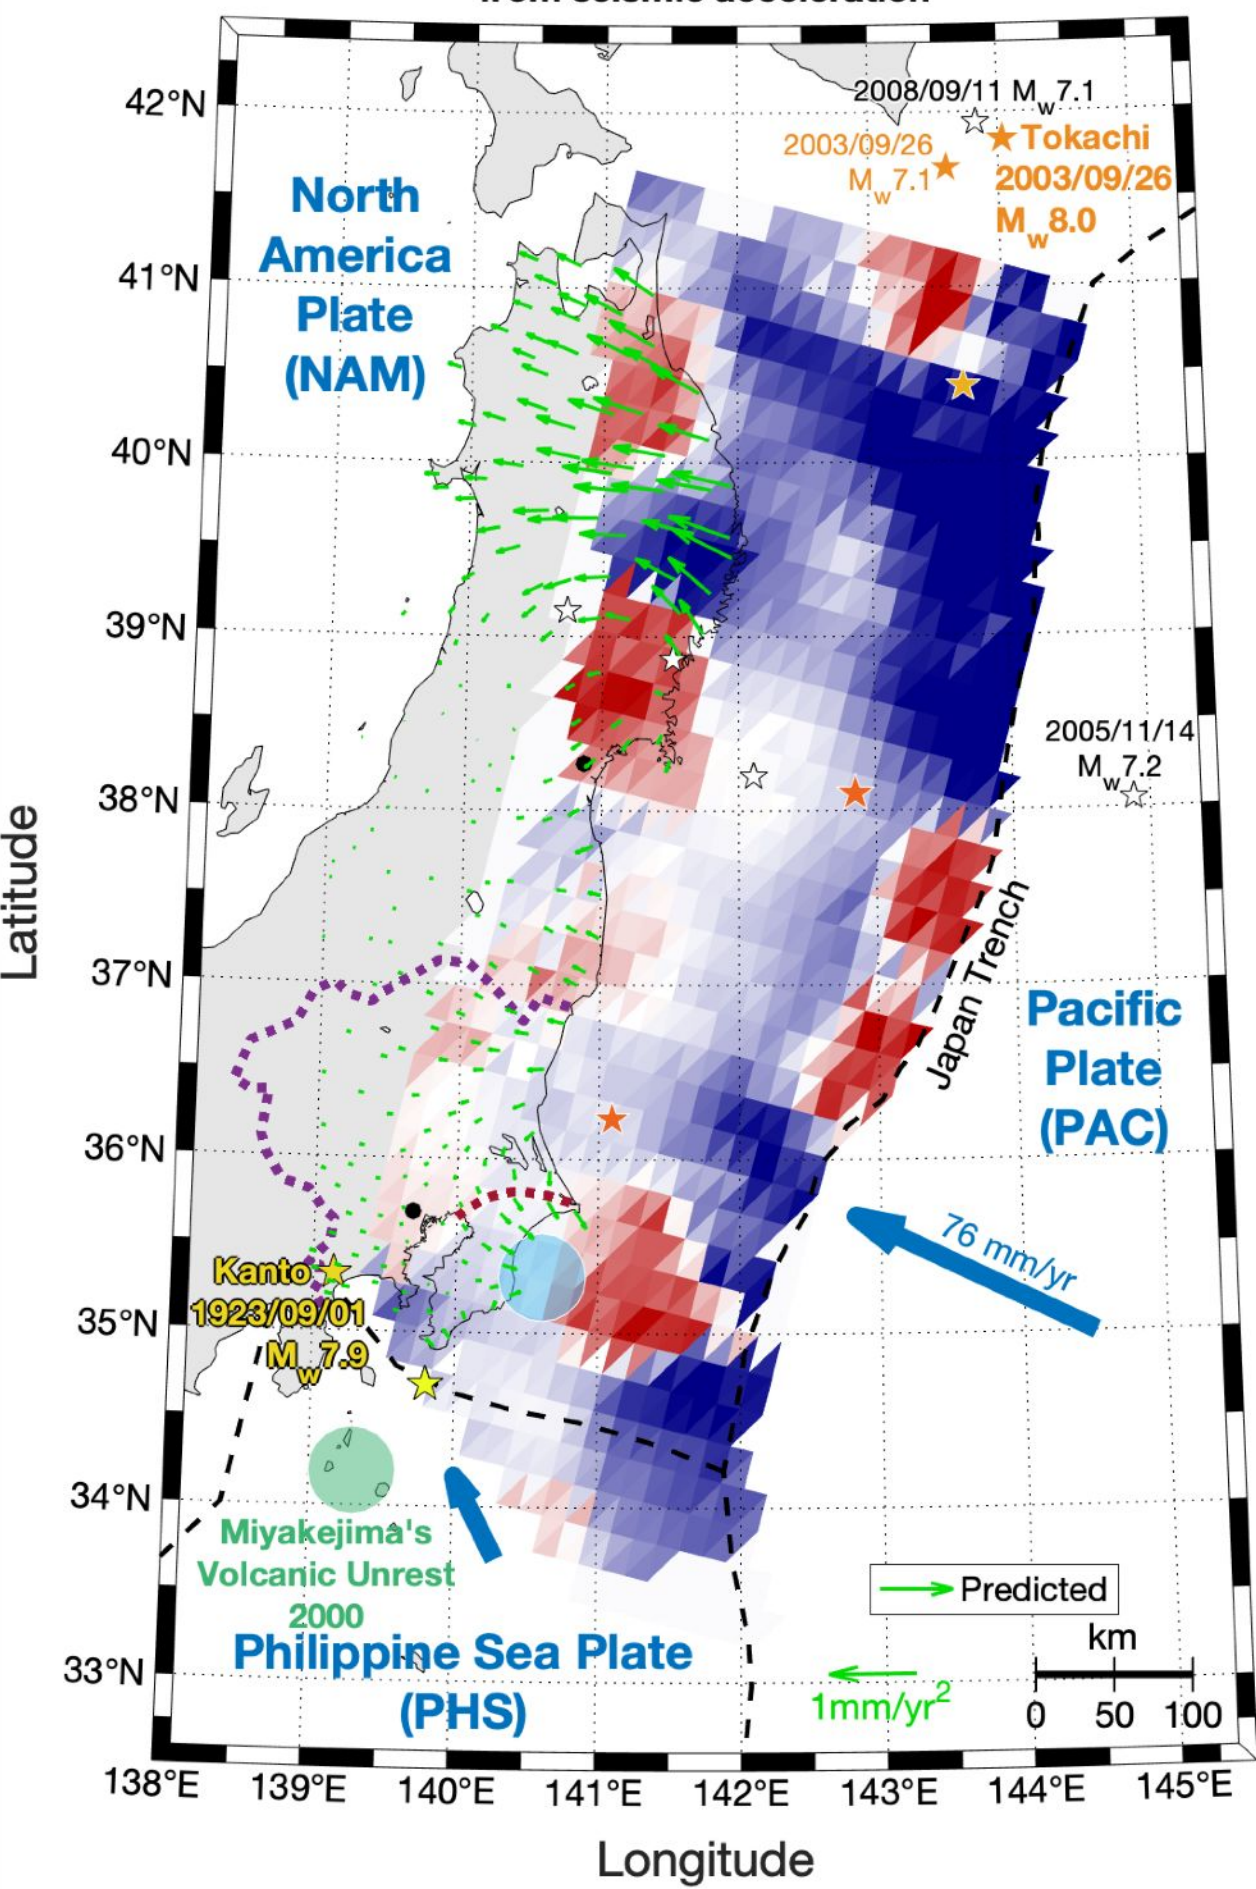 from seismic deceleration
42°N
41°N
40°N
39°N
38°N
37°N
36°N
35°N
34°N
33°N
Latitude
2008/09/11 Mw7.1
2003/09/26
Mw7.1
Tokachi
2003/09/26
Mw8.0
North
America
Plate
(NAM)
2005/11/14
Mw7.2
Japan Trench
Pacific
Plate
(PAC)
76 mm/yr
Kanto
1923/09/01
Mw7.9
Miyakejima's
Volcanic Unrest
2000
Philippine Sea Plate
(PHS)
Predicted
1mm/yr²
km
0 50 100
138°E 139°E 140°E 141°E 142°E 143°E 144°E 145°E
Longitude